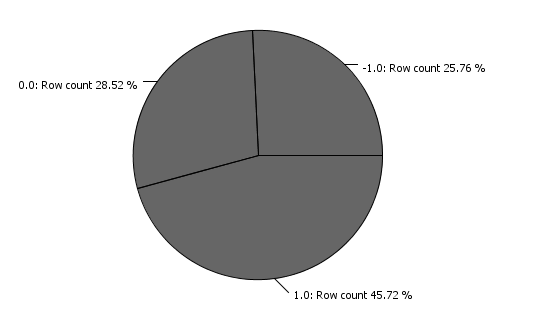 -1.0: Row count 25.76 %
0.0: Row count 28.52 %
1.0: Row count 45.72 %